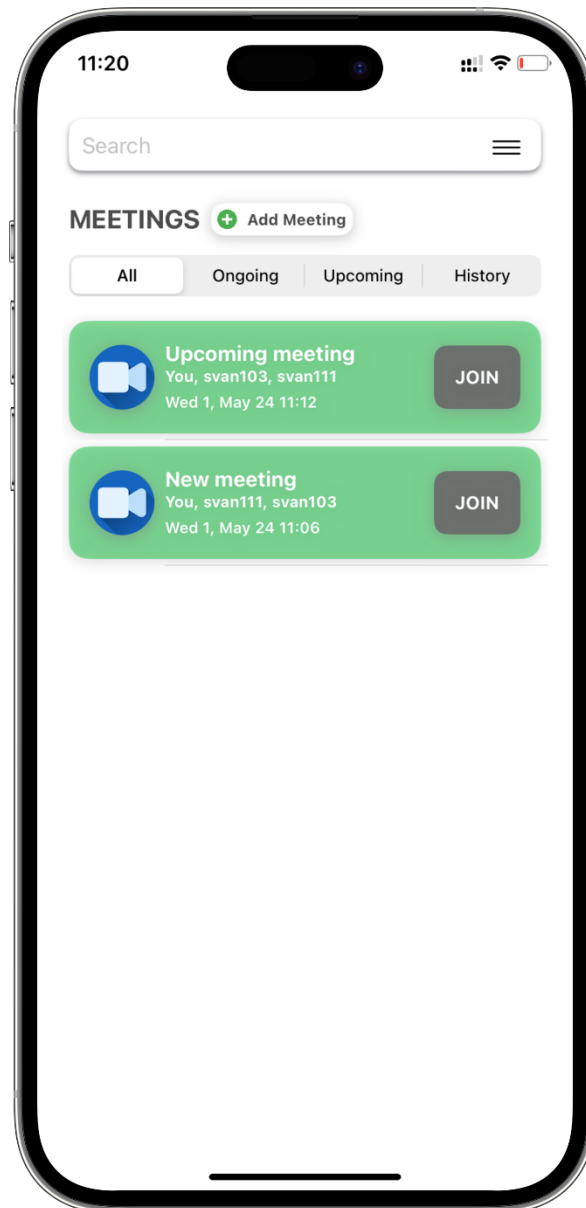 11:20
Search
MEETINGS
Add Meeting
All Ongoing Upcoming History
Upcoming meeting
You, svan103, svan111
Wed 1, May 24 11:12
JOIN
New meeting
You, svan111, svan103
Wed 1, May 24 11:06
JOIN